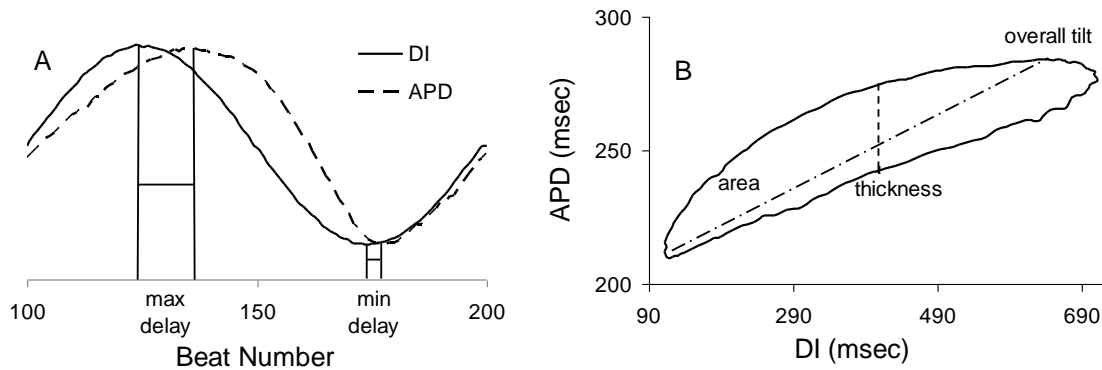 A
DI
APD
100
150
200
max
delay
min
delay
Beat Number
B
300
250
200
APD (msec)
overall tilt
area
thickness
90
290
490
690
DI (msec)